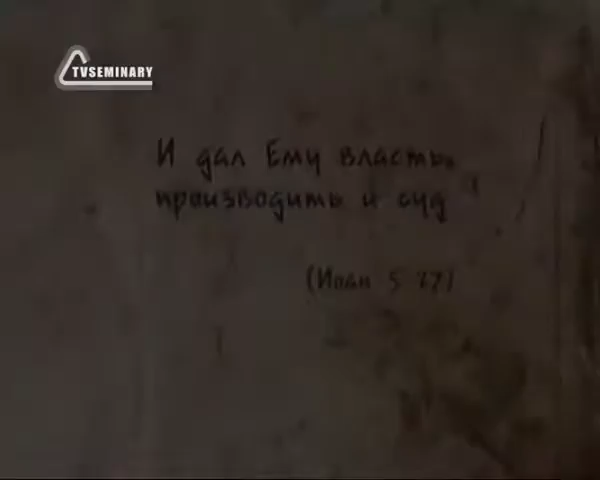 TVSEMINARY
И дал Ему власть
производить и суд
(Иоан 5 27)